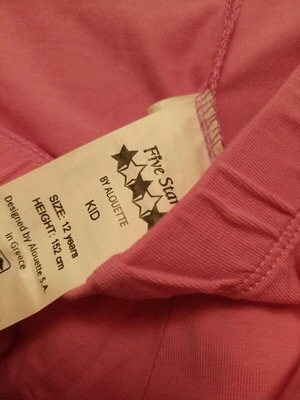 Five Star
BY ALOUETTE
KID
SIZE: 12 years
HEIGHT: 152 cm
Designed by Alouette S.A.
in Greece